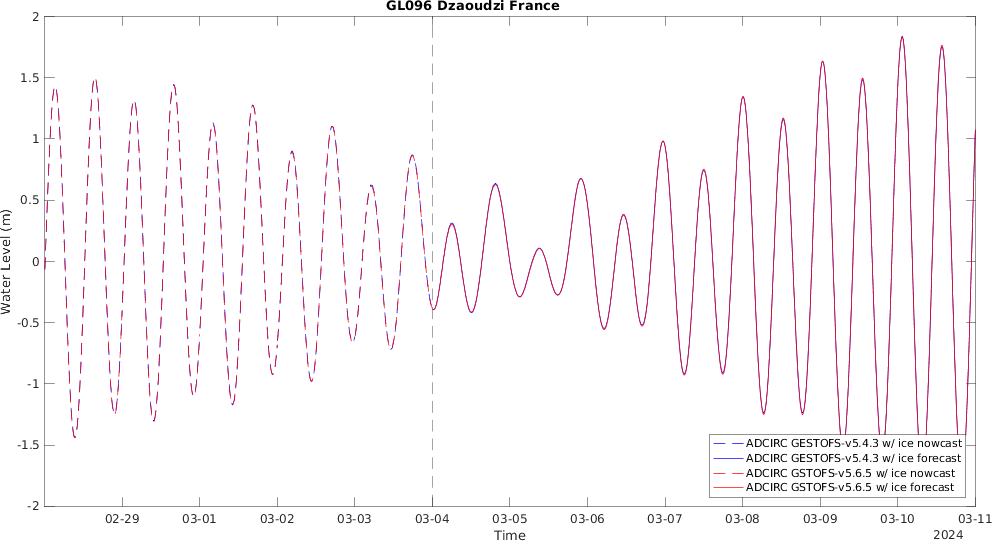 GL096 Dzaoudzi France
2
1.5
1
0.5
0
-0.5
-1
-1.5
-2
Water Level (m)
ADCIRC GESTOFS-v5.4.3 w/ ice nowcast
ADCIRC GESTOFS-v5.4.3 w/ ice forecast
ADCIRC GSTOFS-v5.6.5 w/ ice nowcast
ADCIRC GSTOFS-v5.6.5 w/ ice forecast
02-29 03-01 03-02 03-03 03-04 03-05 03-06 03-07 03-08 03-09 03-10 03-11
Time
2024